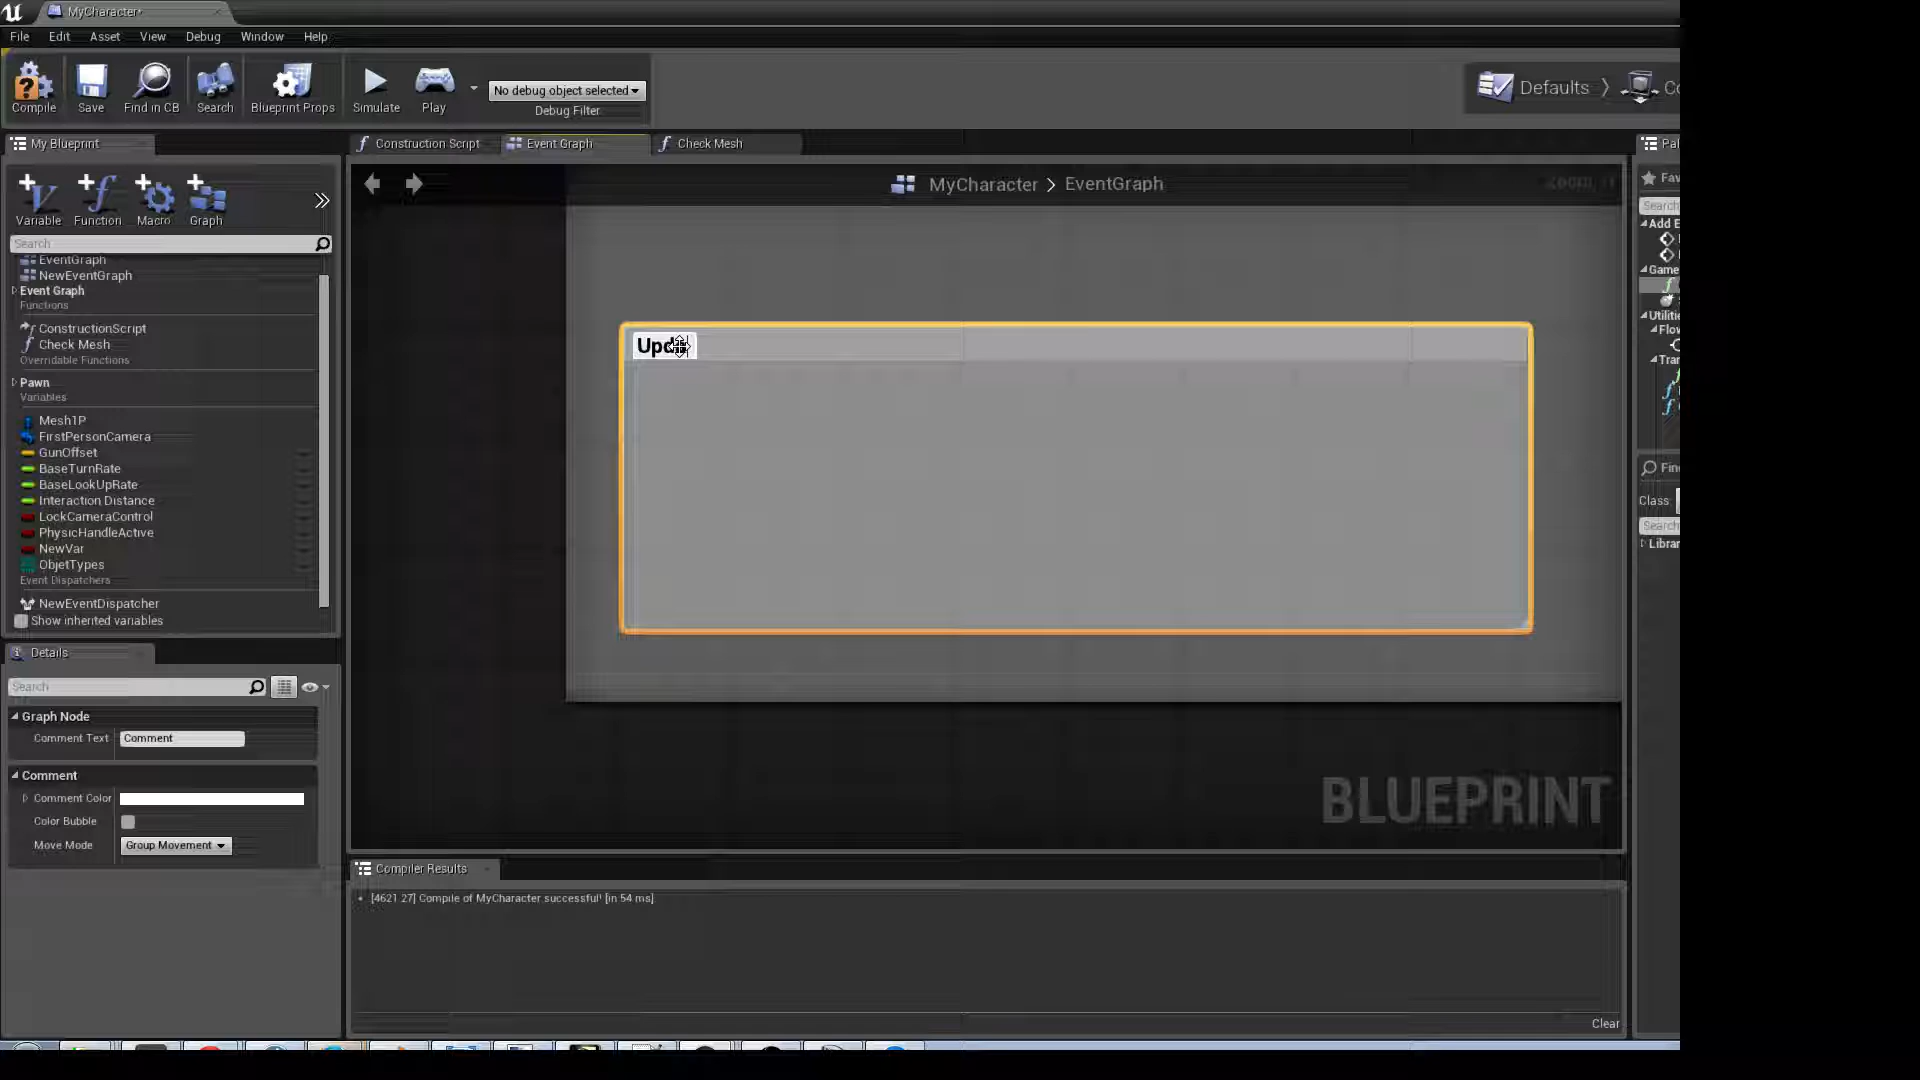 MyCharacter*
File Edit Asset View Debug Window Help
Compile Save Find in CB Search Blueprint Props Simulate Play
No debug object selected
Debug Filter
Defaults
My Blueprint
Construction Script Event Graph Check Mesh
Variable Function Macro Graph
MyCharacter > EventGraph
Search
EventGraph
NewEventGraph
Event Graph
Functions
ConstructionScript
Check Mesh
Overridable Functions
Pawn
Variables
Mesh1P
FirstPersonCamera
GunOffset
BaseTurnRate
BaseLookUpRate
Interaction Distance
LockCameraControl
PhysicHandleActive
NewVar
ObjetTypes
Event Dispatchers
NewEventDispatcher
Show inherited variables
Details
Search
Graph Node
Comment Text Comment
Comment
Comment Color
Color Bubble
Move Mode Group Movement
BLUEPRINT
Compiler Results
[4621 27] Compile of MyCharacter successful! [in 54 ms]
Clear
Search
Class
Search